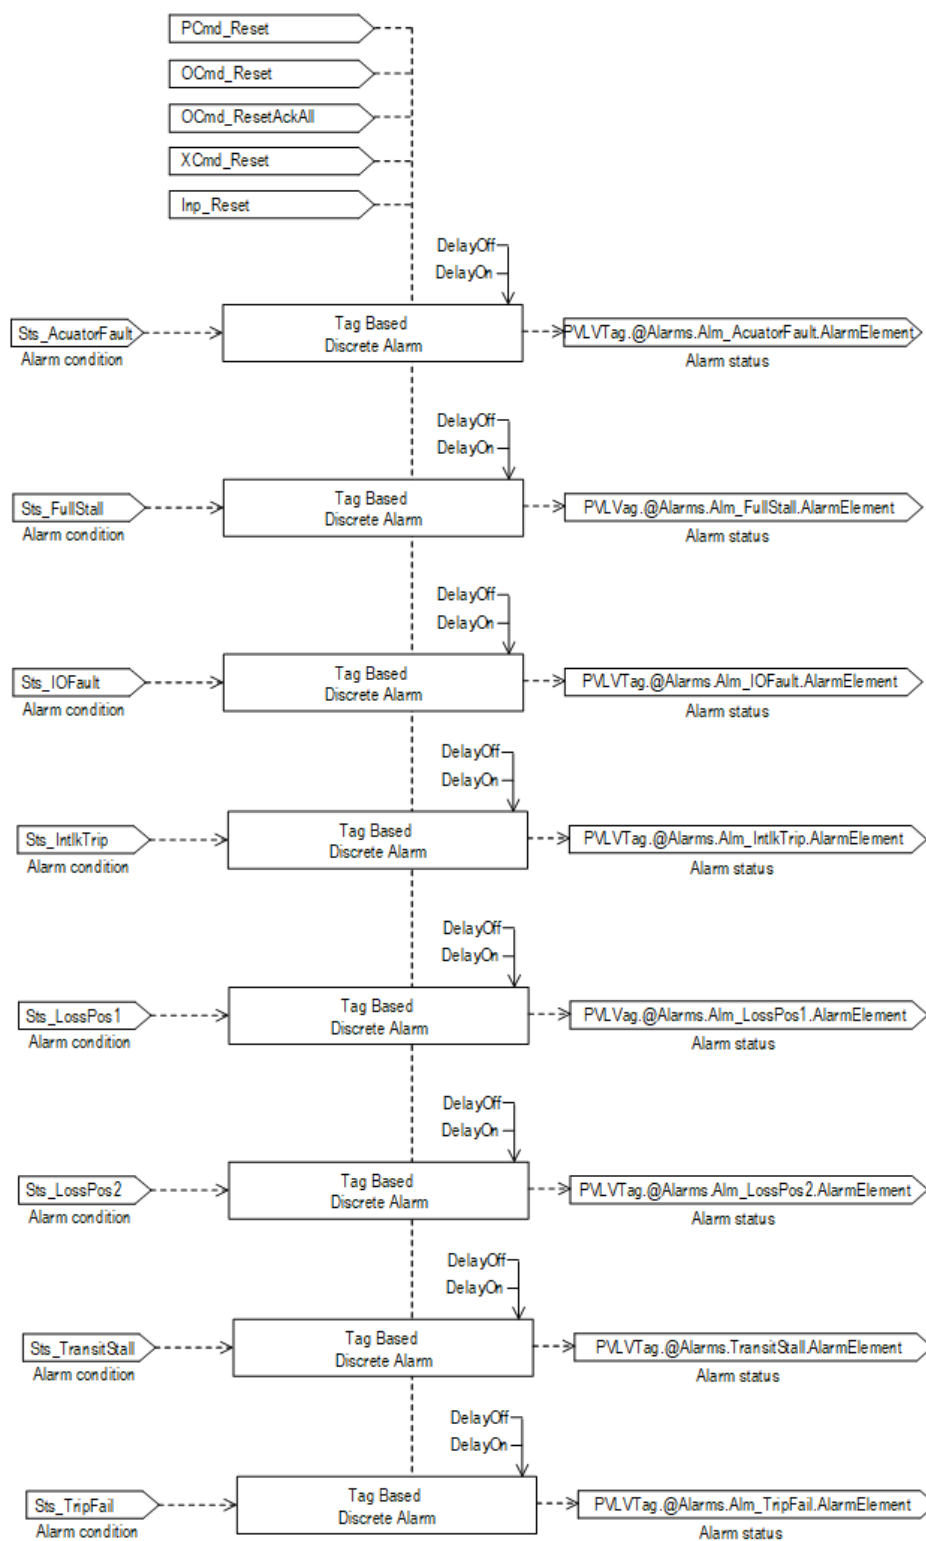 PCmd_Reset
OCmd_Reset
OCmd_ResetAckAll
XCmd_Reset
Inp_Reset
DelayOff
DelayOn
Sts_AcuatorFault
Alarm condition
Tag Based
Discrete Alarm
PVLVTag.@Alarms.Alm_AcuatorFault.AlarmElement
Alarm status
DelayOff
DelayOn
Sts_FullStall
Alarm condition
Tag Based
Discrete Alarm
PVLVag.@Alarms.Alm_FullStall.AlarmElement
Alarm status
DelayOff
DelayOn
Sts_IOFault
Alarm condition
Tag Based
Discrete Alarm
PVLVTag.@Alarms.Alm_IOFault.AlarmElement
Alarm status
DelayOff
DelayOn
Sts_IntlkTrip
Alarm condition
Tag Based
Discrete Alarm
PVLVTag.@Alarms.Alm_IntlkTrip.AlarmElement
Alarm status
DelayOff
DelayOn
Sts_LossPos1
Alarm condition
Tag Based
Discrete Alarm
PVLVag.@Alarms.Alm_LossPos1.AlarmElement
Alarm status
DelayOff
DelayOn
Sts_LossPos2
Alarm condition
Tag Based
Discrete Alarm
PVLVTag.@Alarms.Alm_LossPos2.AlarmElement
Alarm status
DelayOff
DelayOn
Sts_TransitStall
Alarm condition
Tag Based
Discrete Alarm
PVLVTag.@Alarms.TransitStall.AlarmElement
Alarm status
DelayOff
DelayOn
Sts_TripFail
Alarm condition
Tag Based
Discrete Alarm
PVLVTag.@Alarms.Alm_TripFail.AlarmElement
Alarm status